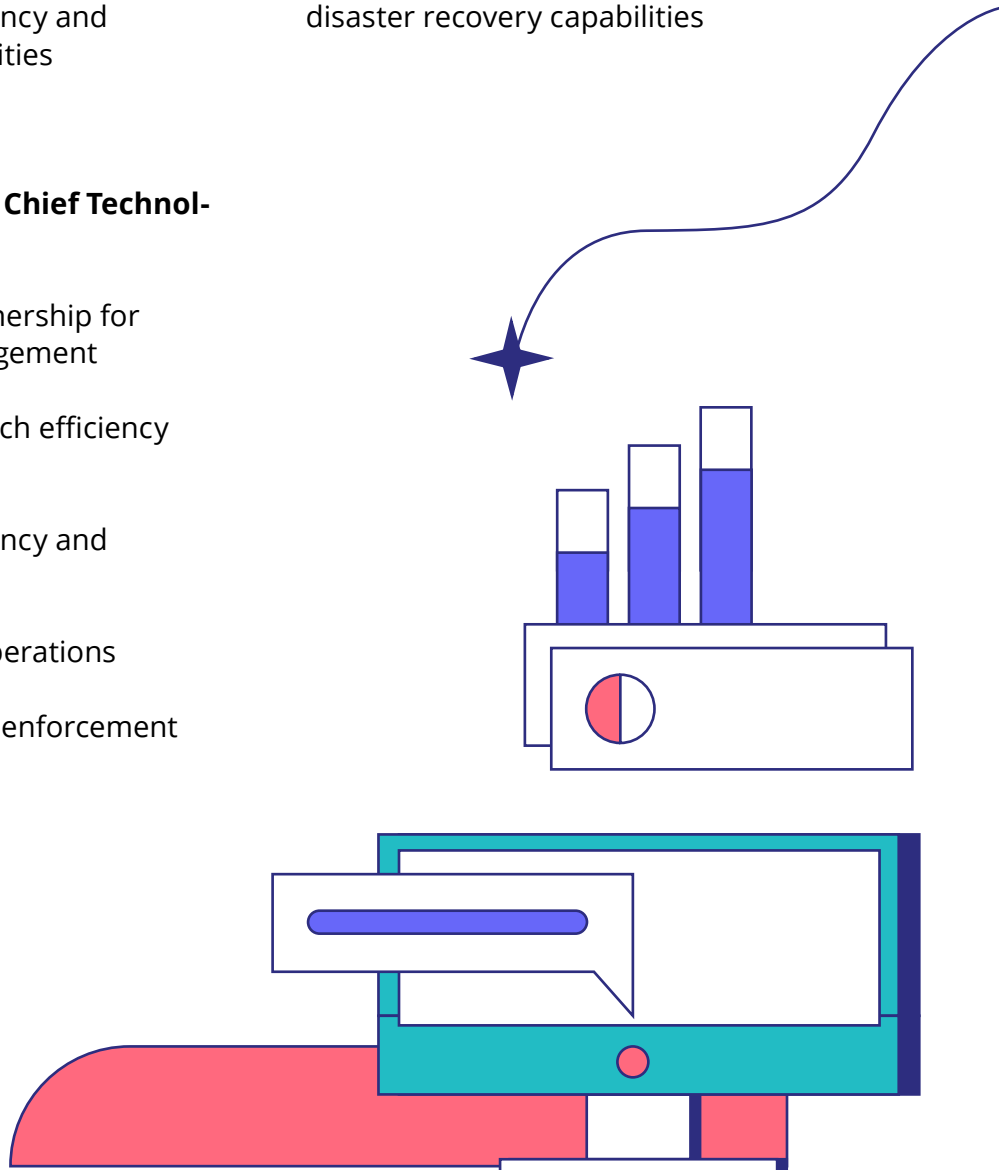 ncy and
ities
Chief Technol-
nership for
gement
ch efficiency
ncy and
perations
enforcement
disaster recovery capabilities